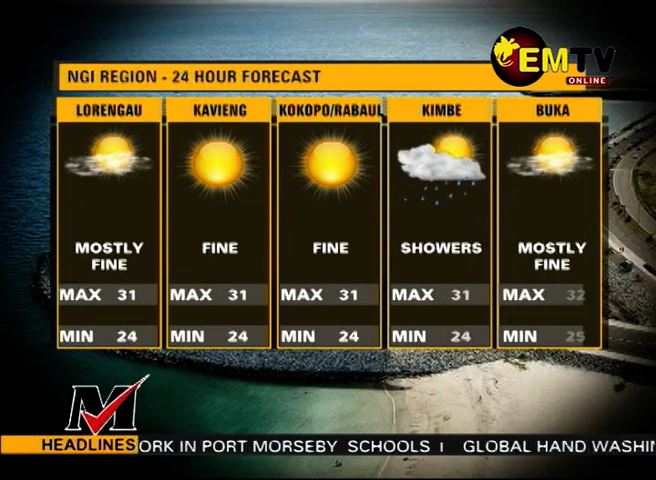 EMTV
ONLINE
NGI REGION - 24 HOUR FORECAST
LORENGAU
KAVIENG
KOKOPO/RABAUL
KIMBE
BUKA
MOSTLY
FINE
FINE
FINE
SHOWERS
MOSTLY
FINE
MAX 31
MAX 31
MAX 31
MAX 31
MAX 32
MIN 24
MIN 24
MIN 24
MIN 24
MIN 25
M
HEADLINES ORK IN PORT MORSEBY SCHOOLS I GLOBAL HAND WASHIN